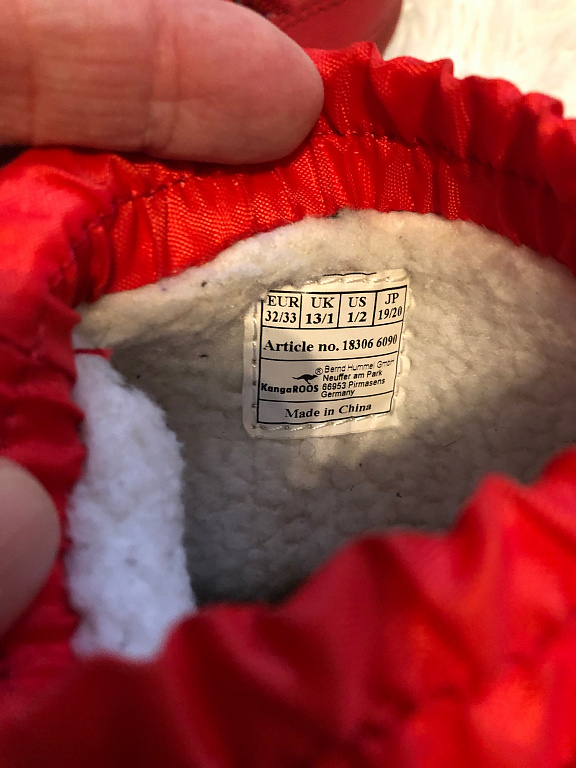 EUR UK US JP
32/33 13/1 1/2 19/20
Article no. 18306 6090
® Bernd Hummel GmbH
Neuffer am Park
KangaROOS 66953 Pirmasens
Germany
Made in China